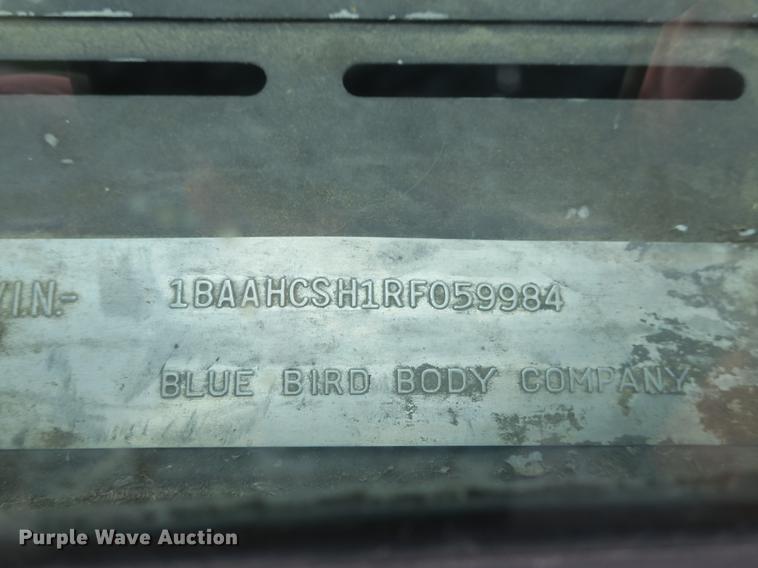 V.I.N.- 1BAAHCSH1RF059984
BLUE BIRD BODY COMPANY
Purple Wave Auction